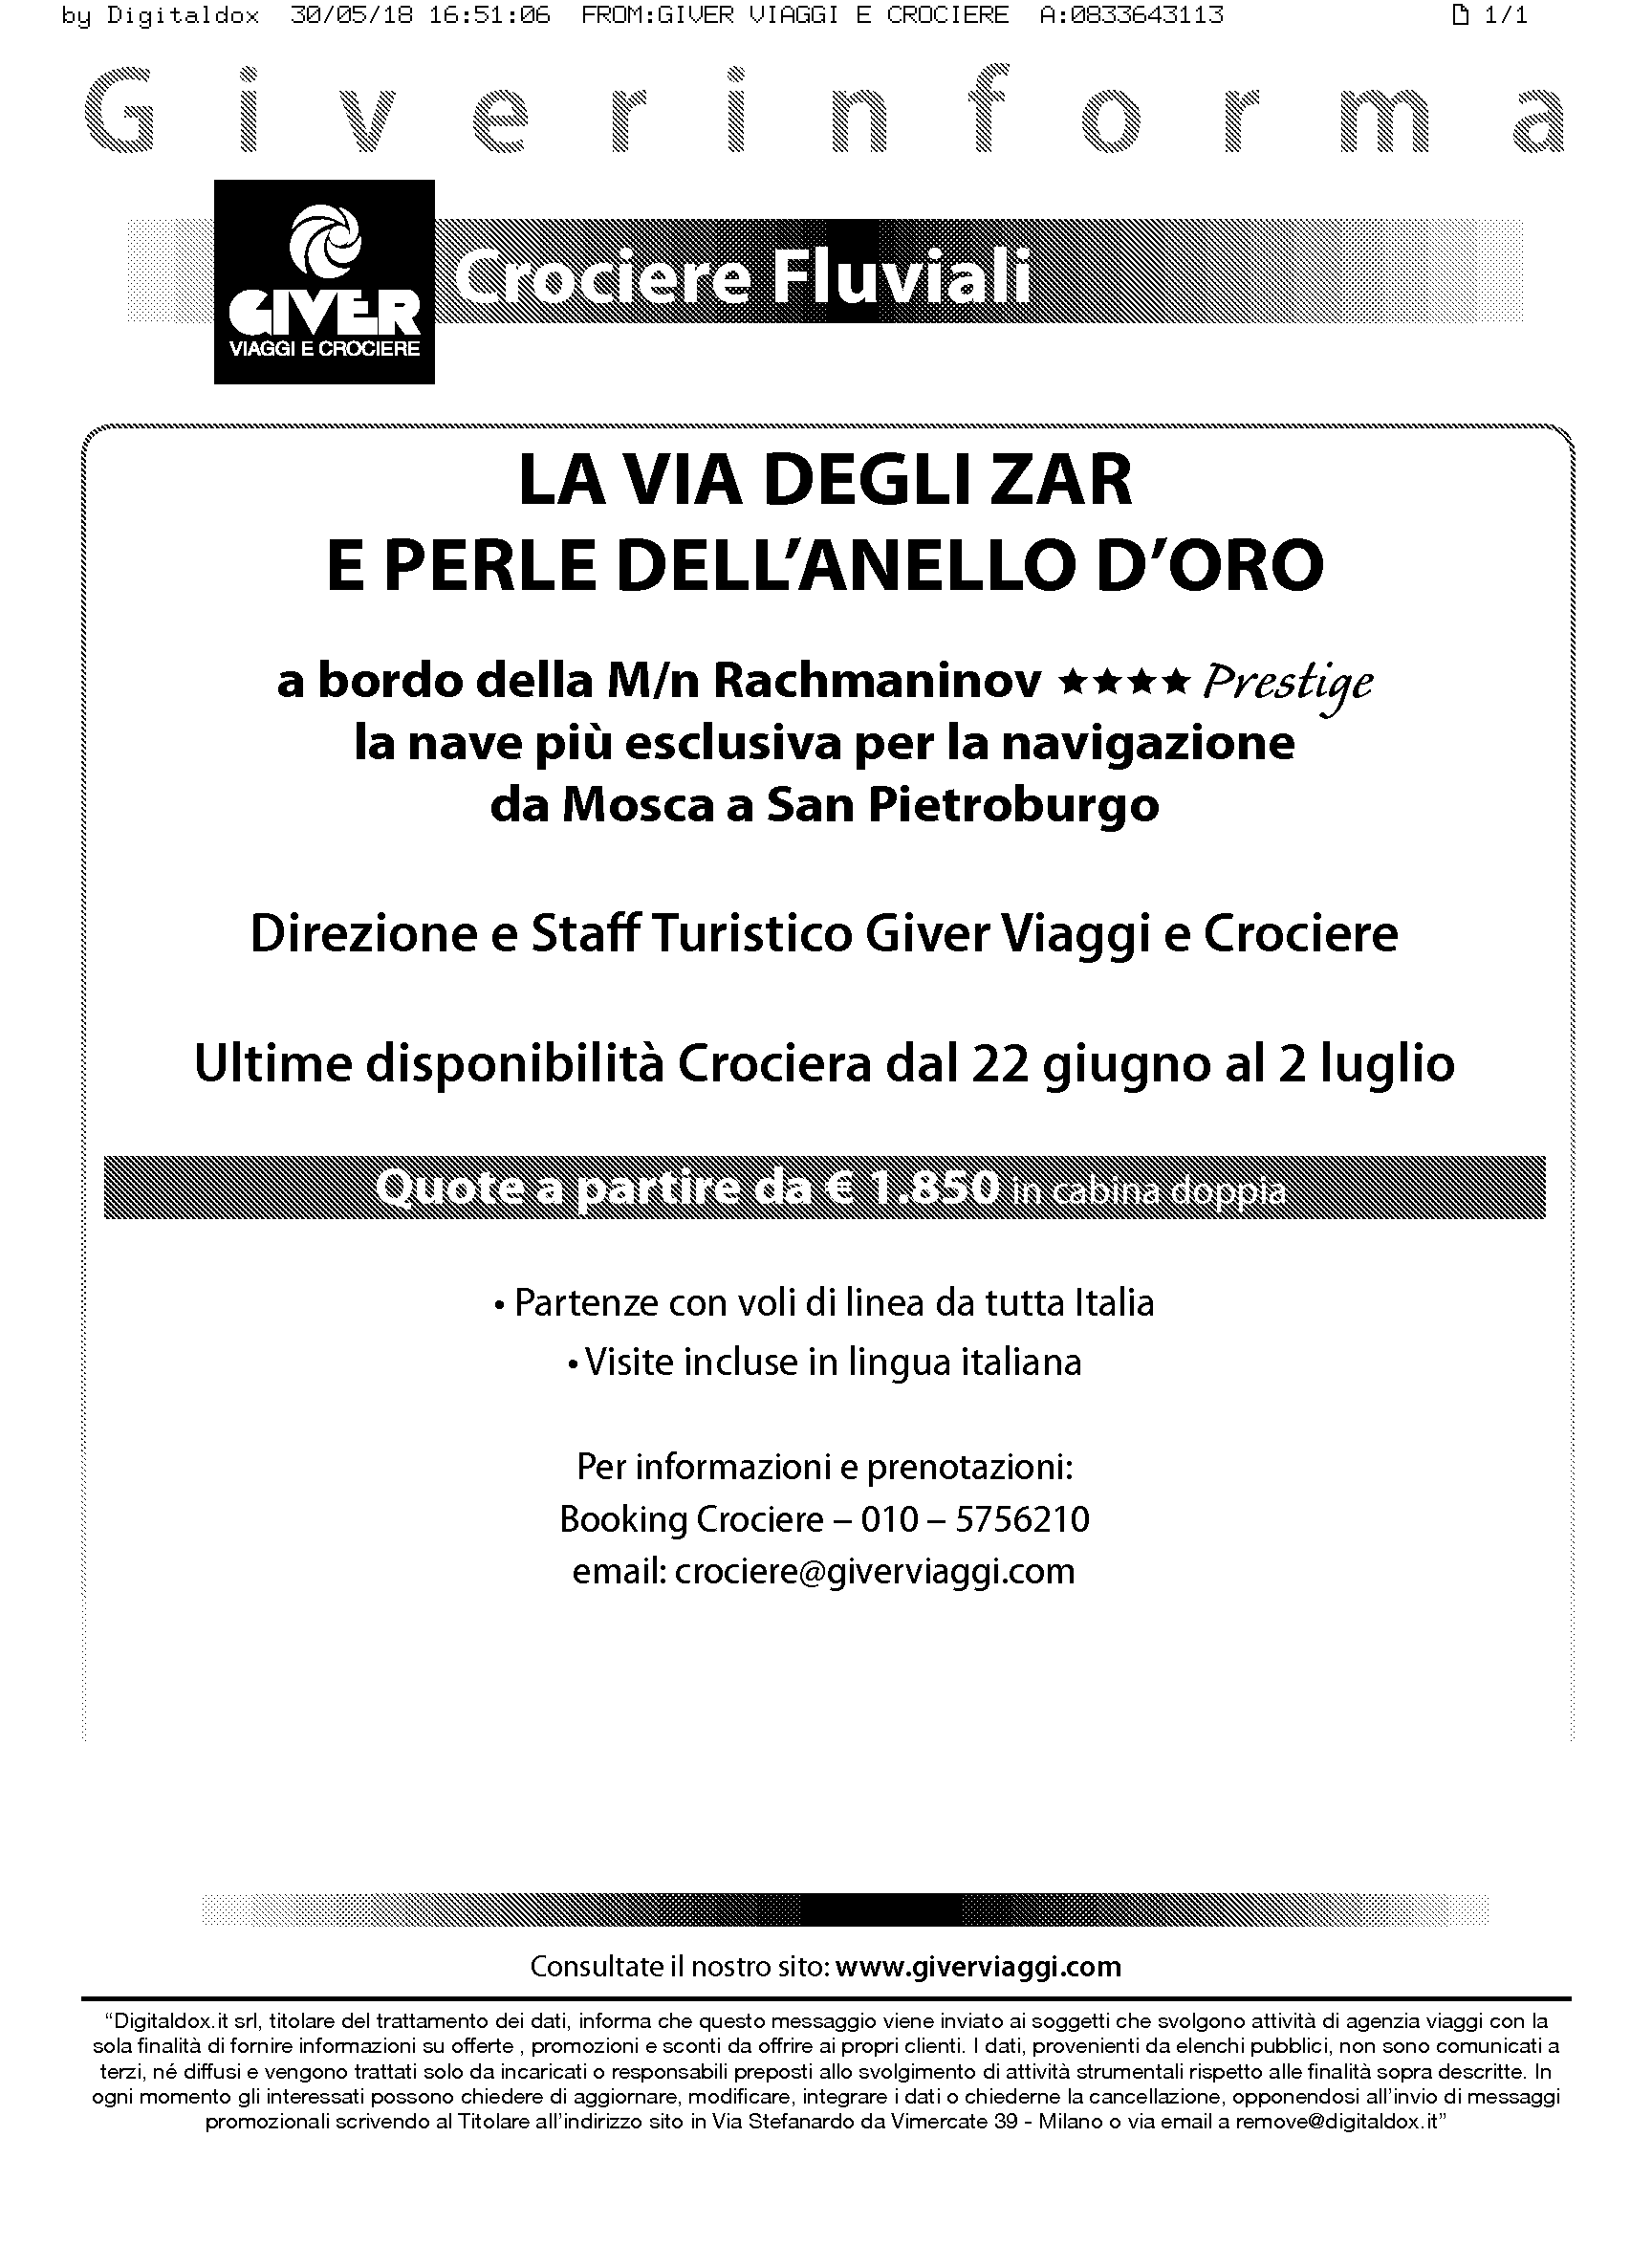 by Digitaldox 30/05/18 16:51:06 FROM:GIVER VIAGGI E CROCIERE A:0833643113 1/1
Giverinforma
GIVER
VIAGGI E CROCIERE
Crociere Fluviali
LA VIA DEGLI ZAR
E PERLE DELL’ANELLO D’ORO
a bordo della M/n Rachmaninov ★★★★ Prestige
la nave più esclusiva per la navigazione
da Mosca a San Pietroburgo
Direzione e Staff Turistico Giver Viaggi e Crociere
Ultime disponibilità Crociera dal 22 giugno al 2 luglio
Quote a partire da € 1.850 in cabina doppia
• Partenze con voli di linea da tutta Italia
• Visite incluse in lingua italiana
Per informazioni e prenotazioni:
Booking Crociere – 010 – 5756210
email: crociere@giverviaggi.com
Consultate il nostro sito: www.giverviaggi.com
“Digitaldox.it srl, titolare del trattamento dei dati, informa che questo messaggio viene inviato ai soggetti che svolgono attività di agenzia viaggi con la
sola finalità di fornire informazioni su offerte , promozioni e sconti da offrire ai propri clienti. I dati, provenienti da elenchi pubblici, non sono comunicati a
terzi, né diffusi e vengono trattati solo da incaricati o responsabili preposti allo svolgimento di attività strumentali rispetto alle finalità sopra descritte. In
ogni momento gli interessati possono chiedere di aggiornare, modificare, integrare i dati o chiederne la cancellazione, opponendosi all’invio di messaggi
promozionali scrivendo al Titolare all’indirizzo sito in Via Stefanardo da Vimercate 39 - Milano o via email a remove@digitaldox.it”